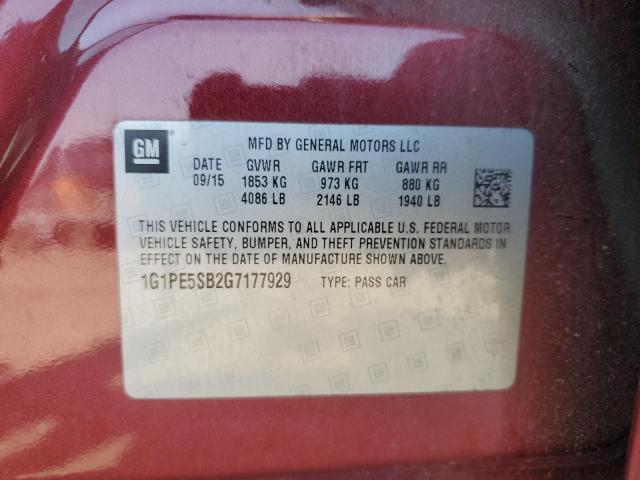 GM
MFD BY GENERAL MOTORS LLC
DATE GVWR GAWR FRT GAWR RR
09/15 1853 KG 973 KG 880 KG
4086 LB 2146 LB 1940 LB
THIS VEHICLE CONFORMS TO ALL APPLICABLE U.S. FEDERAL MOTOR
VEHICLE SAFETY, BUMPER, AND THEFT PREVENTION STANDARDS IN
EFFECT ON THE DATE OF MANUFACTURE SHOWN ABOVE.
1G1PE5SB2G7177929 TYPE: PASS CAR